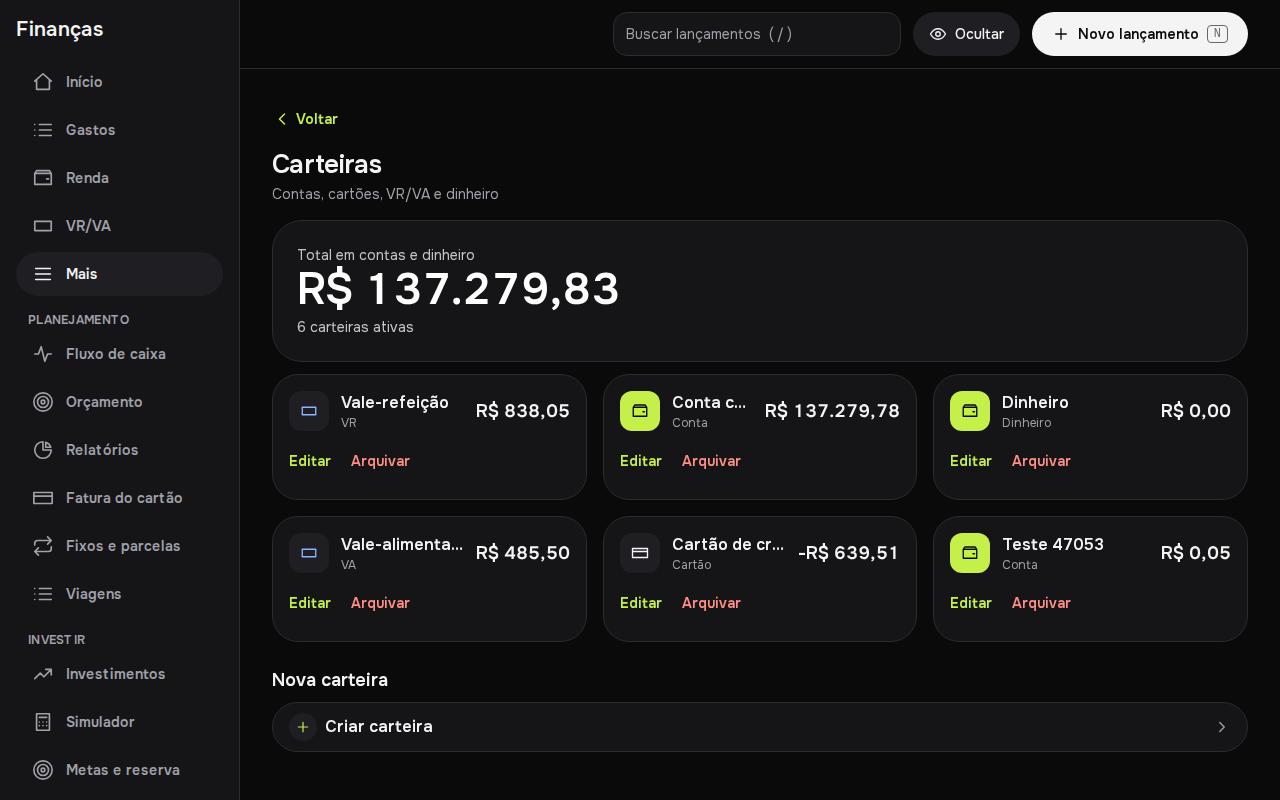 Finanças
Início
Gastos
Renda
VR/VA
Mais
PLANEJAMENTO
Fluxo de caixa
Orçamento
Relatórios
Fatura do cartão
Fixos e parcelas
Viagens
INVESTIR
Investimentos
Simulador
Metas e reserva
Buscar lançamentos (/)
Ocultar
Novo lançamento N
Voltar
Carteiras
Contas, cartões, VR/VA e dinheiro
Total em contas e dinheiro
R$ 137.279,83
6 carteiras ativas
Vale-refeição
VR
R$ 838,05
Editar Arquivar
Conta c...
Conta
R$ 137.279,78
Editar Arquivar
Dinheiro
Dinheiro
R$ 0,00
Editar Arquivar
Vale-alimenta...
VA
R$ 485,50
Editar Arquivar
Cartão de cr...
Cartão
-R$ 639,51
Editar Arquivar
Teste 47053
Conta
R$ 0,05
Editar Arquivar
Nova carteira
Criar carteira